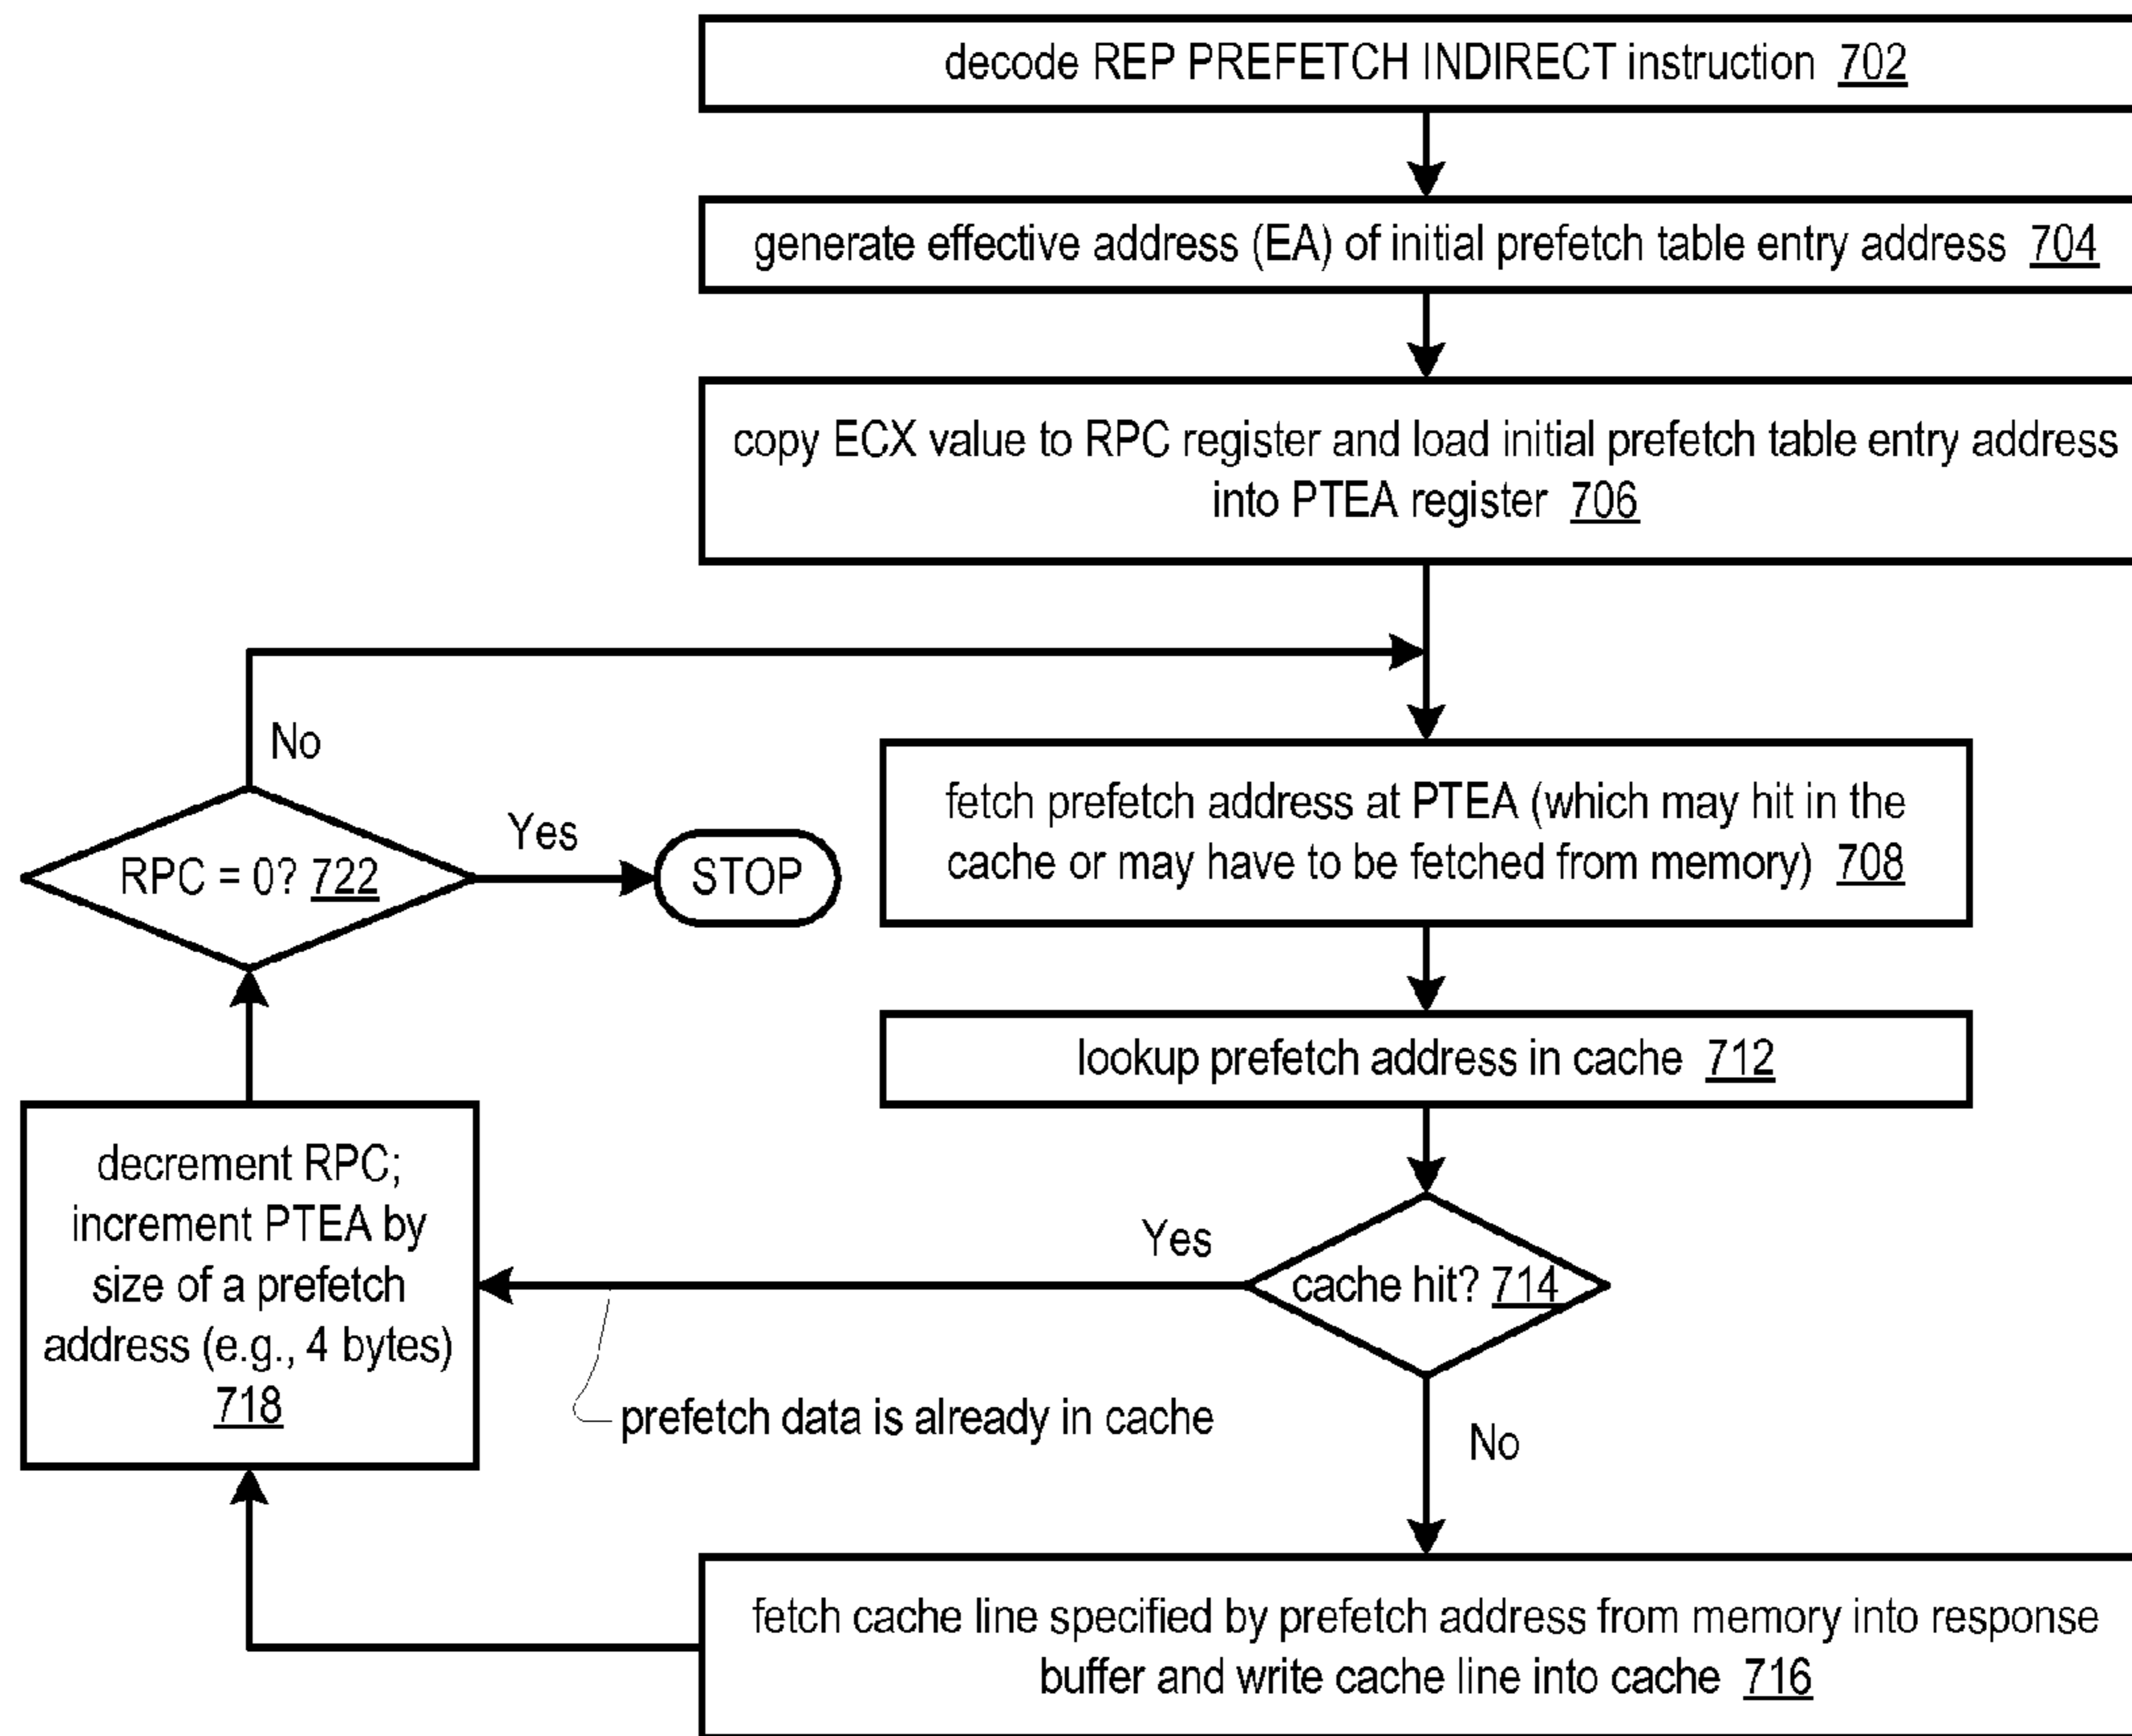 decode REP PREFETCH INDIRECT instruction 702
generate effective address (EA) of initial prefetch table entry address 704
copy ECX value to RPC register and load initial prefetch table entry address
into PTEA register 706
No
fetch prefetch address at PTEA (which may hit in the
cache or may have to be fetched from memory) 708
Yes
RPC = 0? 722
STOP
lookup prefetch address in cache 712
decrement RPC;
increment PTEA by
size of a prefetch
address (e.g., 4 bytes)
718
Yes
cache hit? 714
prefetch data is already in cache
No
fetch cache line specified by prefetch address from memory into response
buffer and write cache line into cache 716